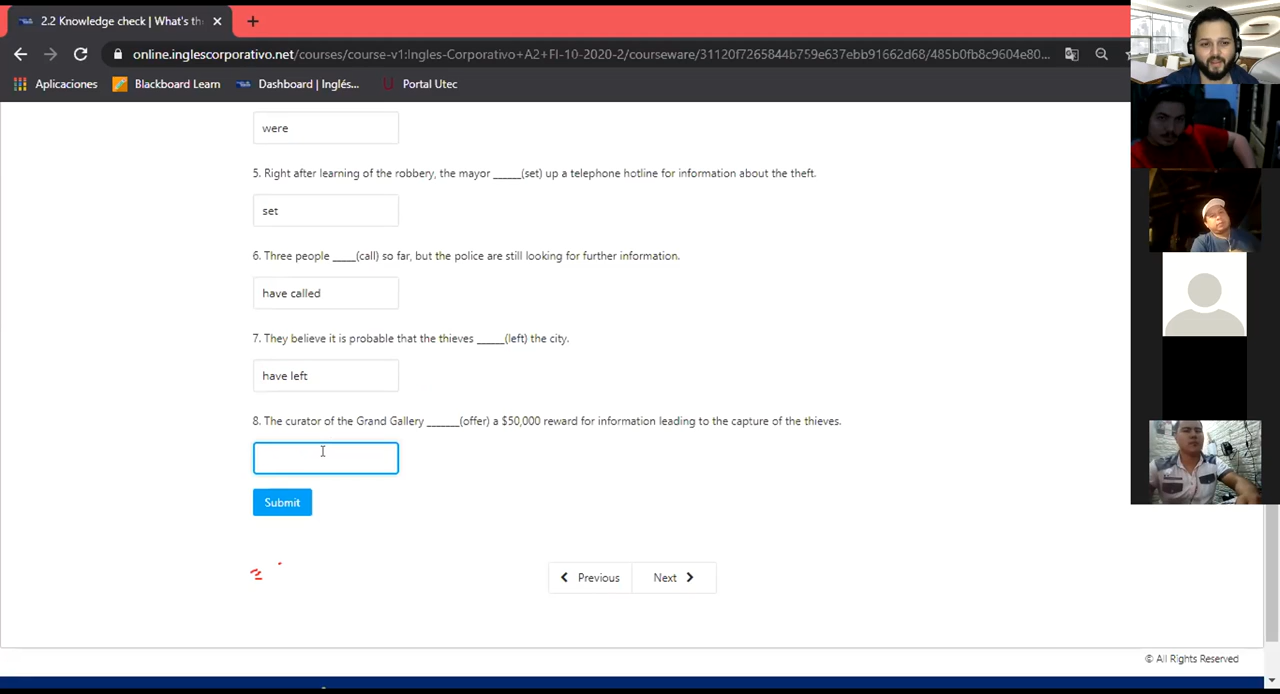 2.2 Knowledge check | What's th
online.inglescorporativo.net/courses/course-v1:Ingles-Corporativo+A2+FI-10-2020-2/courseware/31120f7265844b759e637ebb91662d68/485b0fb8c9604e80...
Aplicaciones Blackboard Learn Dashboard | Inglés... Portal Utec
were
5. Right after learning of the robbery, the mayor ______(set) up a telephone hotline for information about the theft.
set
6. Three people _____(call) so far, but the police are still looking for further information.
have called
7. They believe it is probable that the thieves ______(left) the city.
have left
8. The curator of the Grand Gallery _______(offer) a $50,000 reward for information leading to the capture of the thieves.
Submit
Previous Next
© All Rights Reserved